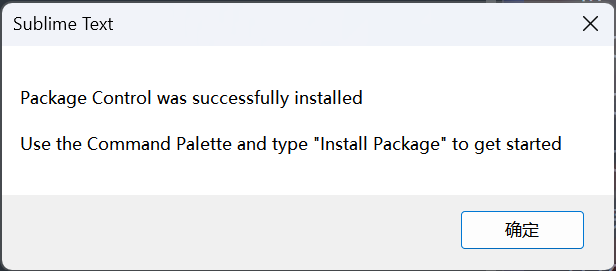 Sublime Text
Package Control was successfully installed
Use the Command Palette and type "Install Package" to get started
确定